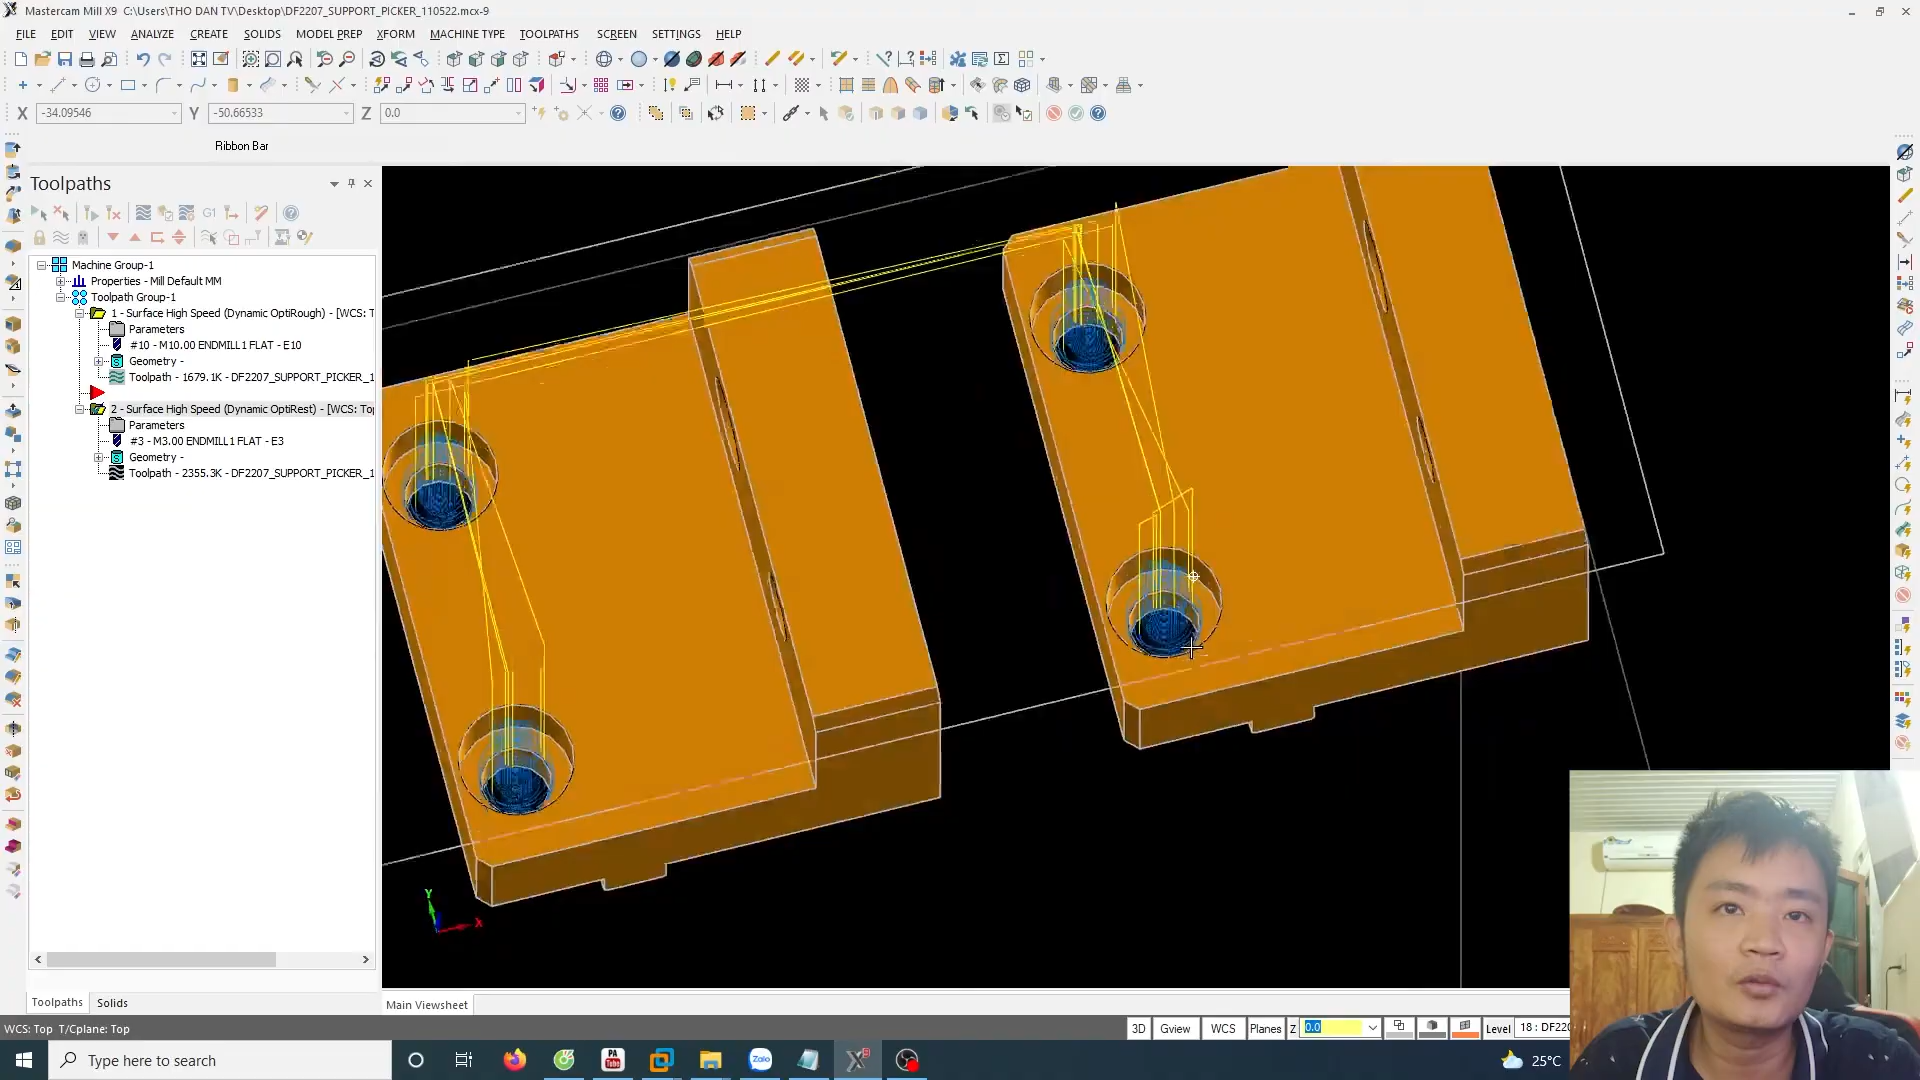 Mastercam Mill X9  C:\Users\THO DAN TV\Desktop\DF2207_SUPPORT_PICKER_110522.mcx-9
FILE EDIT VIEW ANALYZE CREATE SOLIDS MODEL PREP XFORM MACHINE TYPE TOOLPATHS SCREEN SETTINGS HELP
X -34.09546 Y -50.66533 Z 0.0
Ribbon Bar
Toolpaths
G1
Machine Group-1
Properties - Mill Default MM
Toolpath Group-1
1 - Surface High Speed (Dynamic OptiRough) - [WCS: T
Parameters
#10 - M10.00 ENDMILL1 FLAT - E10
Geometry -
Toolpath - 1679.1K - DF2207_SUPPORT_PICKER_1
2 - Surface High Speed (Dynamic OptiRest) - [WCS: Top
Parameters
#3 - M3.00 ENDMILL1 FLAT - E3
Geometry -
Toolpath - 2355.3K - DF2207_SUPPORT_PICKER_1
Y
X
Toolpaths Solids
Main Viewsheet
WCS: Top T/Cplane: Top
3D Gview WCS Planes Z 0.0 Level 18 : DF220
Type here to search
PA
Tube
Zalo
25°C